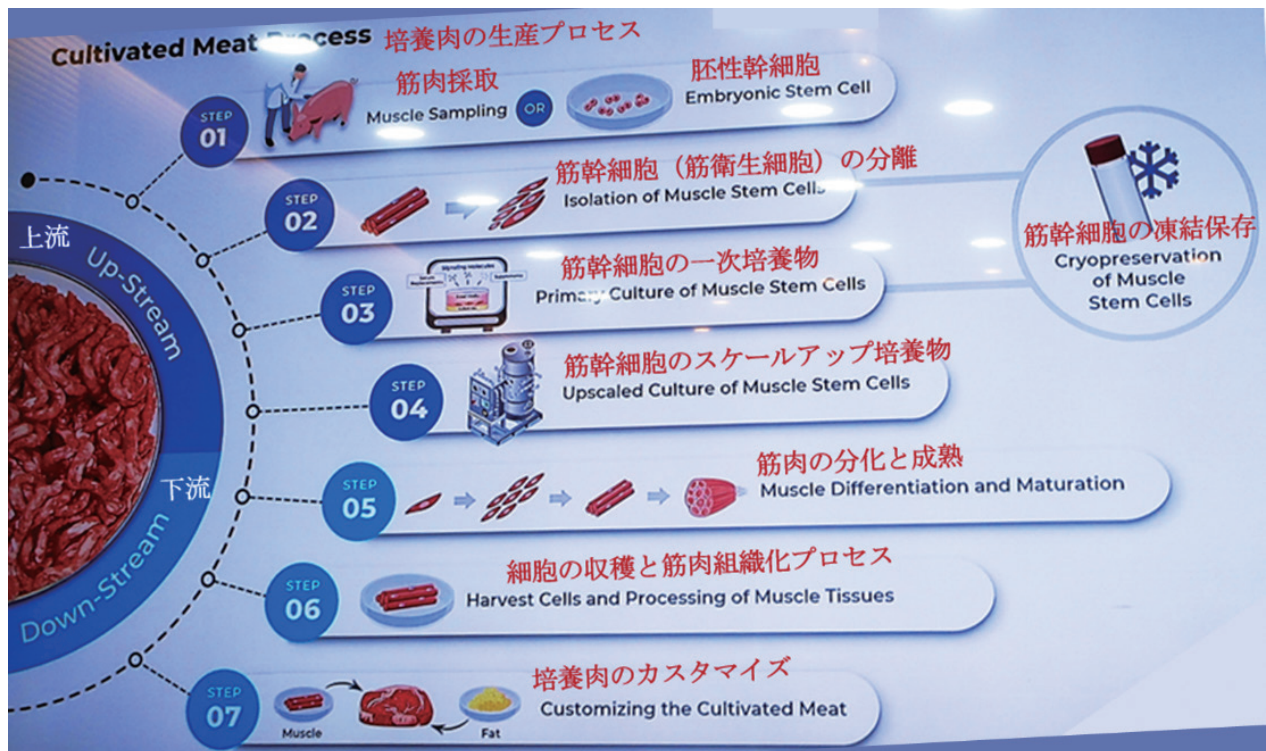 Cultivated Meat Process 培養肉の生産プロセス
STEP
01
筋肉採取
Muscle Sampling
OR
胚性幹細胞
Embryonic Stem Cell
STEP
02
筋幹細胞（筋衛生細胞）の分離
Isolation of Muscle Stem Cells
筋幹細胞の凍結保存
Cryopreservation
of Muscle
Stem Cells
上流
Up-Stream
STEP
03
Signaling molecules
筋幹細胞の一次培養物
Primary Culture of Muscle Stem Cells
STEP
04
筋幹細胞のスケールアップ培養物
Upscaled Culture of Muscle Stem Cells
下流
Down-Stream
STEP
05
筋肉の分化と成熟
Muscle Differentiation and Maturation
STEP
06
細胞の収穫と筋肉組織化プロセス
Harvest Cells and Processing of Muscle Tissues
STEP
07
Muscle
Fat
培養肉のカスタマイズ
Customizing the Cultivated Meat